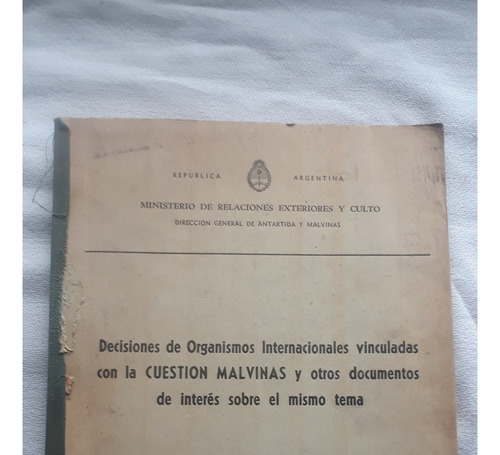 REPUBLICA ARGENTINA
MINISTERIO DE RELACIONES EXTERIORES Y CULTO
DIRECCION GENERAL DE ANTARTIDA Y MALVINAS
Decisiones de Organismos Internacionales vinculadas
con la CUESTION MALVINAS y otros documentos
de interés sobre el mismo tema